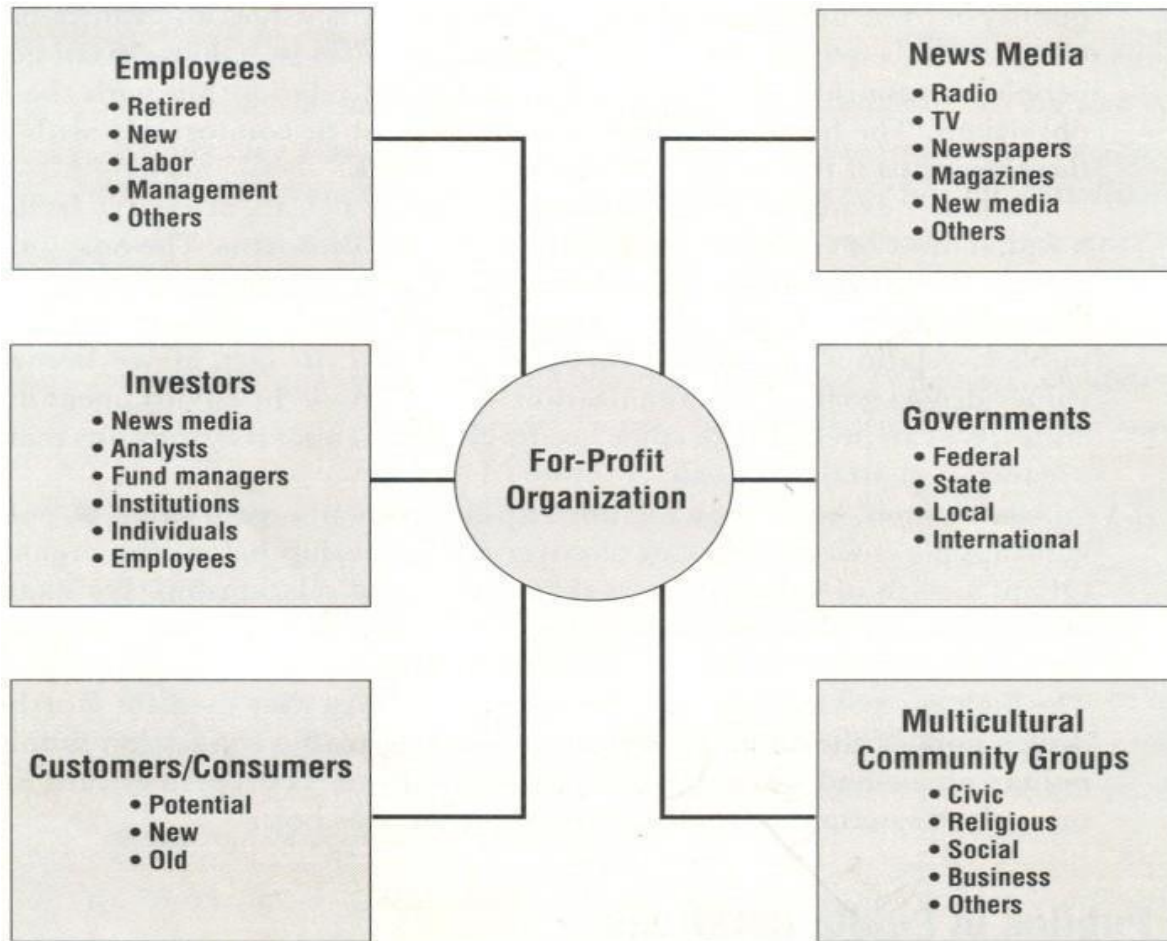 Employees
• Retired
• New
• Labor
• Management
• Others
News Media
• Radio
• TV
• Newspapers
• Magazines
• New media
• Others
Investors
• News media
• Analysts
• Fund managers
• Institutions
• Individuals
• Employees
For-Profit
Organization
Governments
• Federal
• State
• Local
• International
Customers/Consumers
• Potential
• New
• Old
Multicultural
Community Groups
• Civic
• Religious
• Social
• Business
• Others